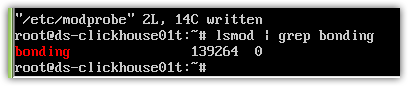 "/etc/modprobe" 2L, 14C written
root@ds-clickhouse01t:~# lsmod | grep bonding
bonding 139264 0
root@ds-clickhouse01t:~#